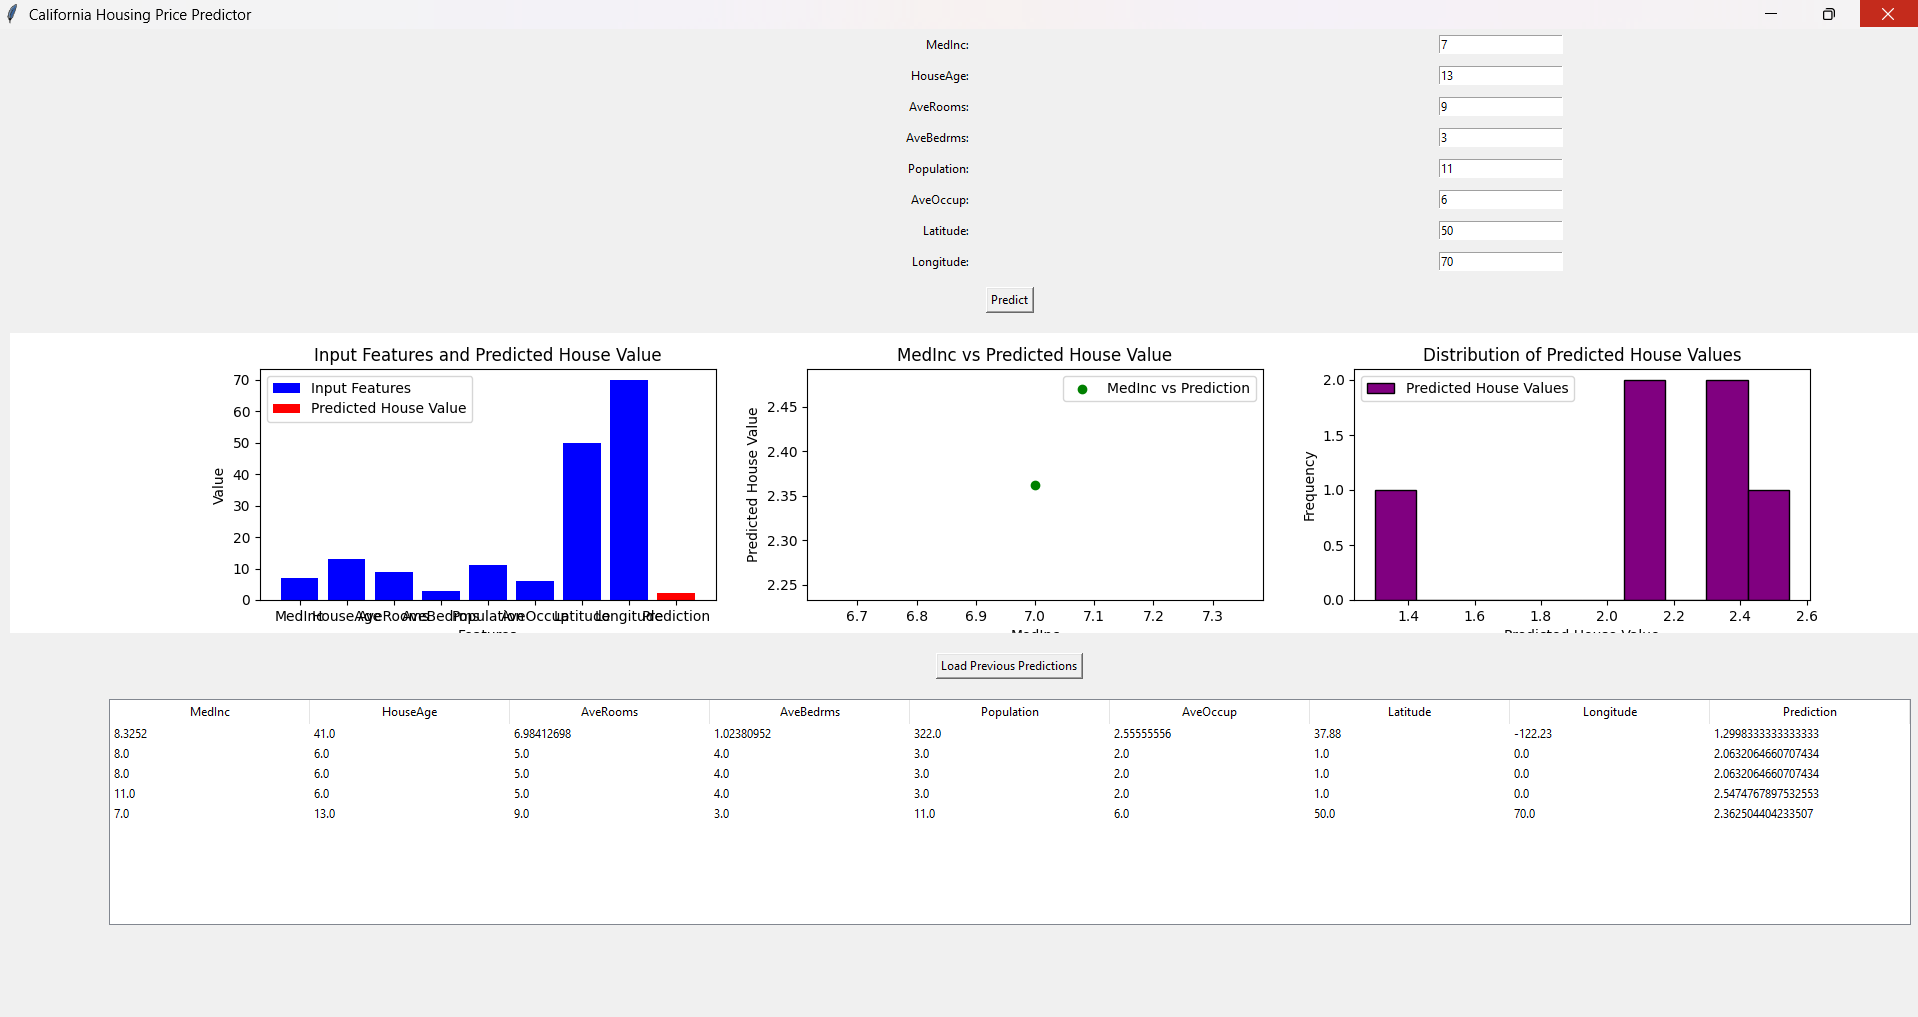 California Housing Price Predictor
MedInc: 7
HouseAge: 13
AveRooms: 9
AveBedrms: 3
Population: 11
AveOccup: 6
Latitude: 50
Longitude: 70
Predict
Input Features and Predicted House Value
Input Features
Predicted House Value
Value
70
60
50
40
30
20
10
0
MedInc HouseAge AveRooms AveBedrms Population AveOccup Latitude Longitude Prediction
Features
MedInc vs Predicted House Value
MedInc vs Prediction
Predicted House Value
2.45
2.40
2.35
2.30
2.25
6.7 6.8 6.9 7.0 7.1 7.2 7.3
MedInc
Distribution of Predicted House Values
Predicted House Values
Frequency
2.0
1.5
1.0
0.5
0.0
1.4 1.6 1.8 2.0 2.2 2.4 2.6
Predicted House Value
Load Previous Predictions
MedInc HouseAge AveRooms AveBedrms Population AveOccup Latitude Longitude Prediction
8.3252 41.0 6.98412698 1.02380952 322.0 2.55555556 37.88 -122.23 1.2998333333333333
8.0 6.0 5.0 4.0 3.0 2.0 1.0 0.0 2.0632064660707434
8.0 6.0 5.0 4.0 3.0 2.0 1.0 0.0 2.0632064660707434
11.0 6.0 5.0 4.0 3.0 2.0 1.0 0.0 2.5474767897532553
7.0 13.0 9.0 3.0 11.0 6.0 50.0 70.0 2.362504404233507